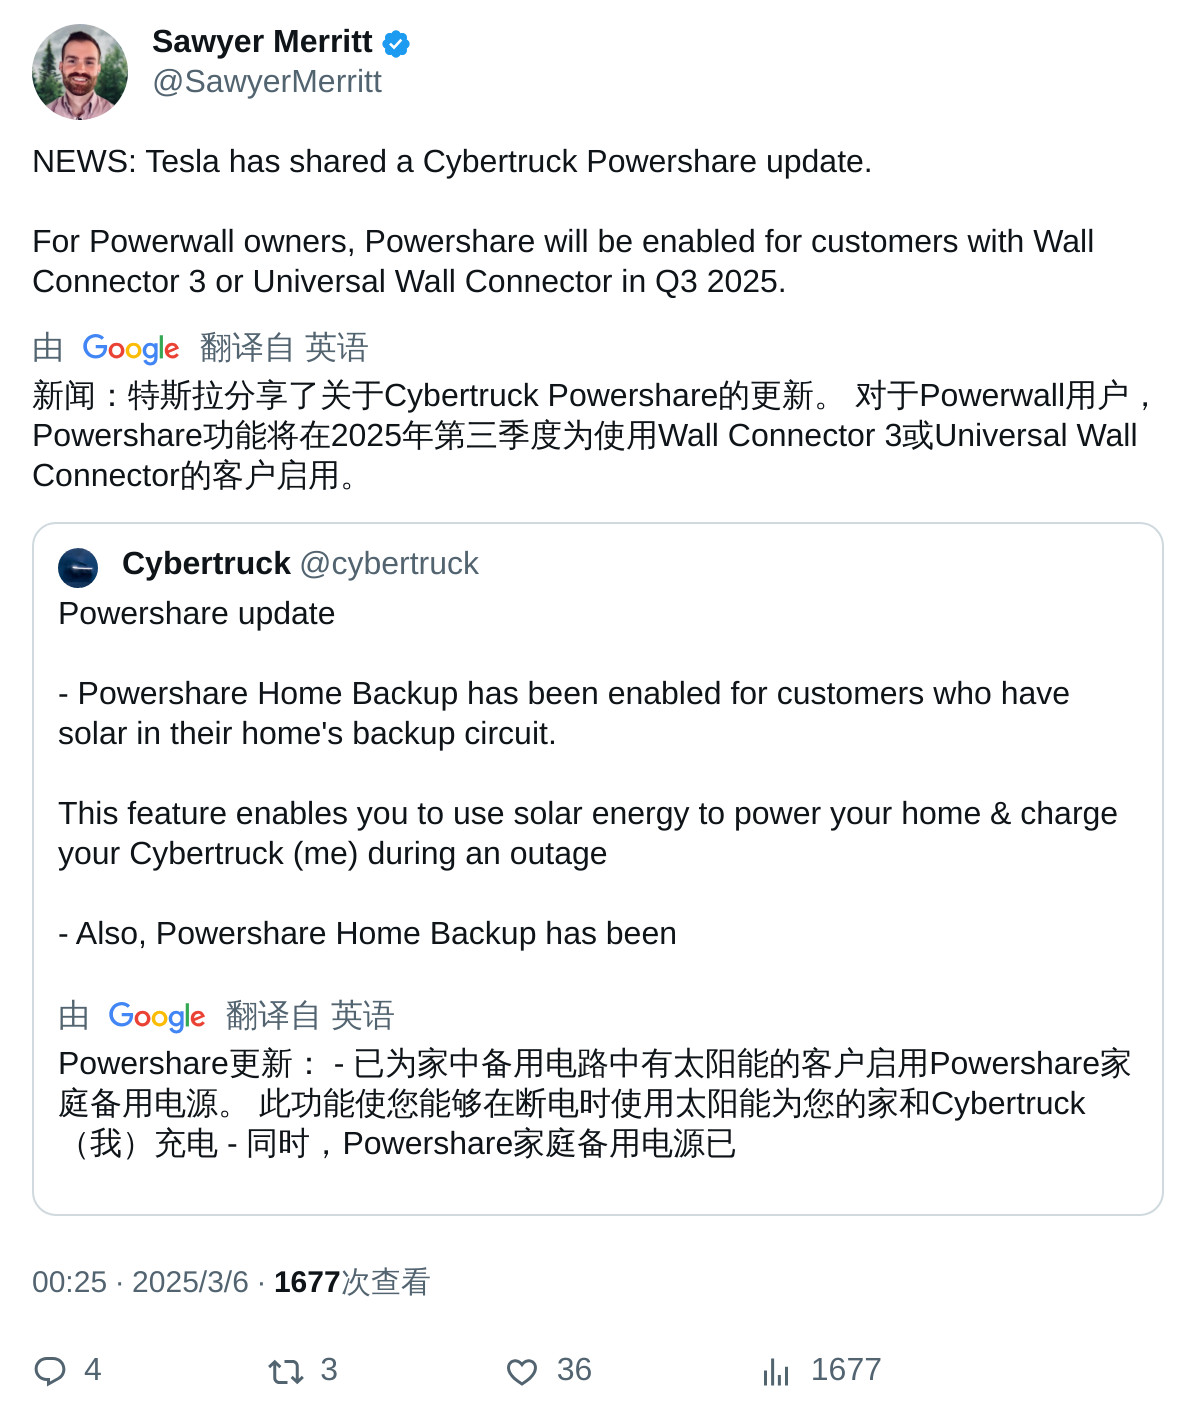 Sawyer Merritt
@SawyerMerritt
NEWS: Tesla has shared a Cybertruck Powershare update.
For Powerwall owners, Powershare will be enabled for customers with Wall
Connector 3 or Universal Wall Connector in Q3 2025.
由 Google 翻译自 英语
新闻：特斯拉分享了关于Cybertruck Powershare的更新。 对于Powerwall用户，
Powershare功能将在2025年第三季度为使用Wall Connector 3或Universal Wall
Connector的客户启用。
Cybertruck @cybertruck
Powershare update
- Powershare Home Backup has been enabled for customers who have
solar in their home's backup circuit.
This feature enables you to use solar energy to power your home & charge
your Cybertruck (me) during an outage
- Also, Powershare Home Backup has been
由 Google 翻译自 英语
Powershare更新： - 已为家中备用电路中有太阳能的客户启用Powershare家
庭备用电源。 此功能使您能够在断电时使用太阳能为您的家和Cybertruck
（我）充电 - 同时，Powershare家庭备用电源已
00:25 · 2025/3/6 · 1677次查看
4 3 36 1677